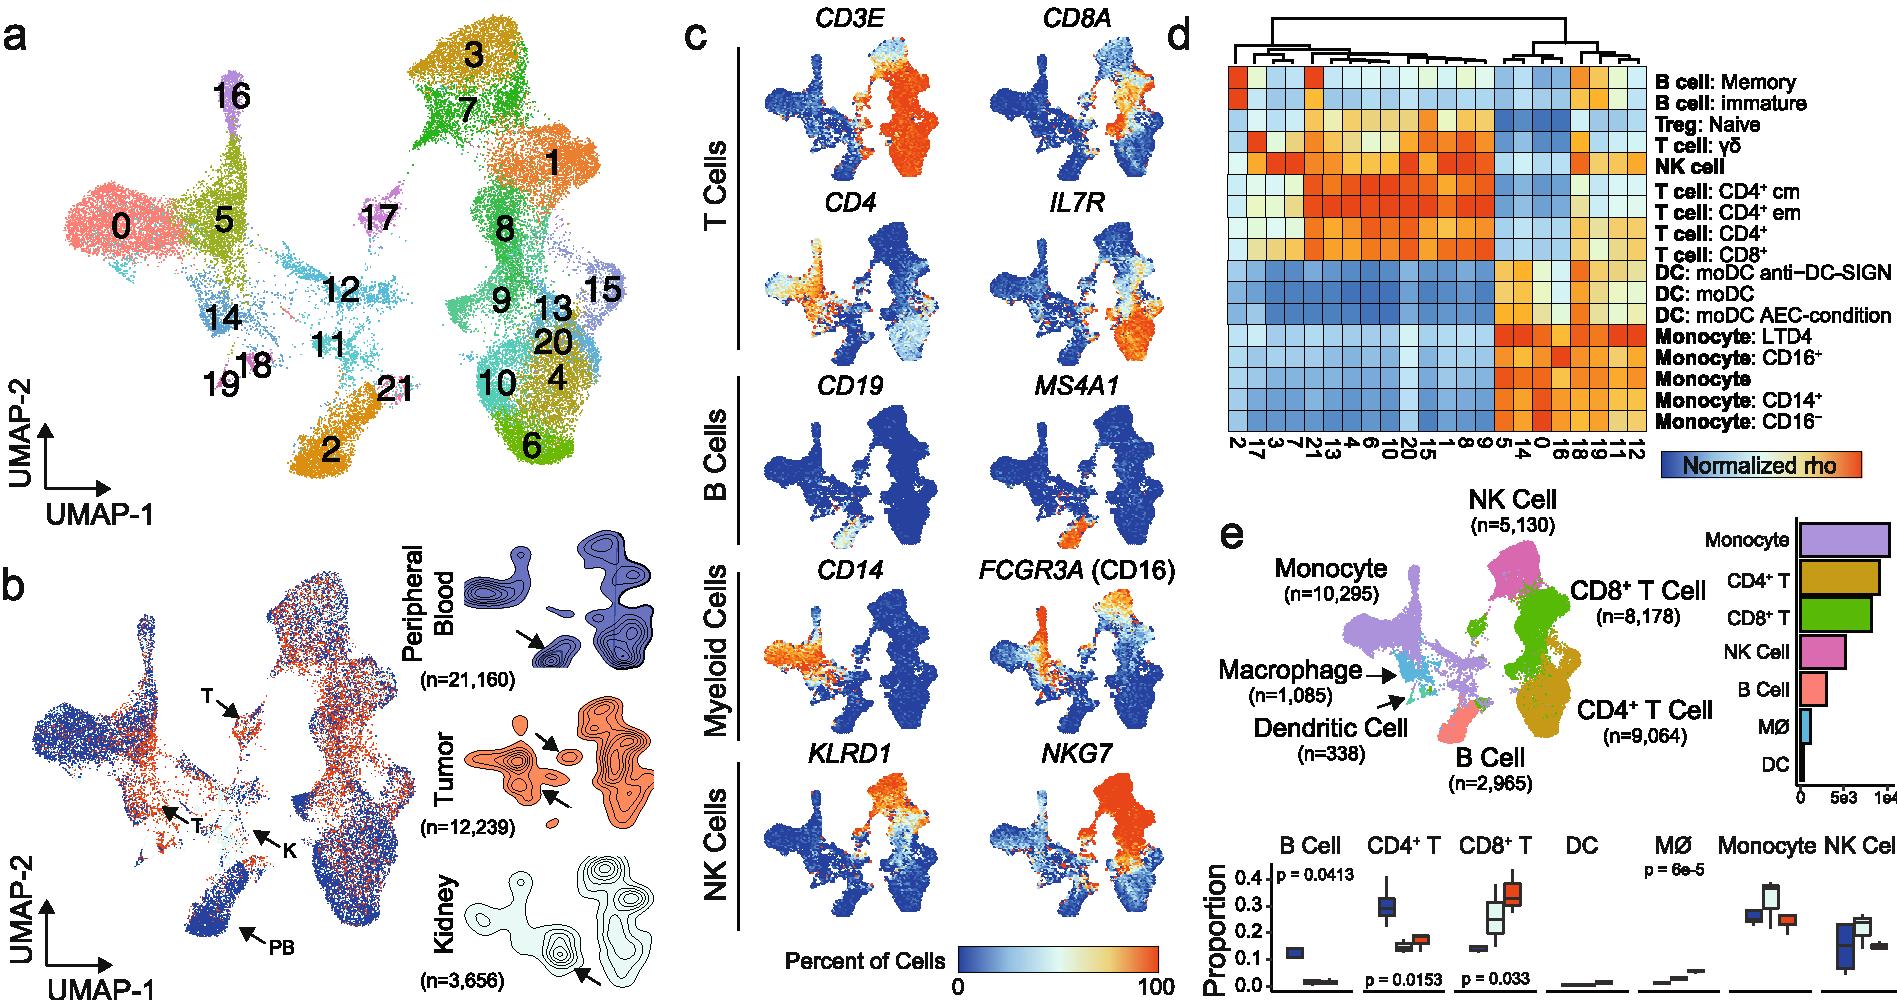 a
3
16
7
1
17
0
5
8
12
15
9
13
14
11
20
18
19
10
4
21
2
6
UMAP-2
UMAP-1
b
T
T
K
PB
UMAP-2
UMAP-1
Peripheral
Blood
(n=21,160)
Tumor
(n=12,239)
Kidney
(n=3,656)
c
T Cells
CD3E
CD8A
CD4
IL7R
B Cells
CD19
MS4A1
Myeloid Cells
CD14
FCGR3A (CD16)
NK Cells
KLRD1
NKG7
Percent of Cells
0
100
d
B cell: Memory
B cell: immature
Treg: Naive
T cell: γδ
NK cell
T cell: CD4⁺ cm
T cell: CD4⁺ em
T cell: CD4⁺
T cell: CD8⁺
DC: moDC anti−DC-SIGN
DC: moDC
DC: moDC AEC-condition
Monocyte: LTD4
Monocyte: CD16⁺
Monocyte
Monocyte: CD14⁺
Monocyte: CD16⁻
2 17 3 7 21 13 4 6 10 20 15 1 8 9 5 14 0 16 18 19 11 12
Normalized rho
e
NK Cell
(n=5,130)
Monocyte
(n=10,295)
CD8⁺ T Cell
(n=8,178)
Macrophage
(n=1,085)
Dendritic Cell
(n=338)
CD4⁺ T Cell
(n=9,064)
B Cell
(n=2,965)
Monocyte
CD4⁺ T
CD8⁺ T
NK Cell
B Cell
MØ
DC
0 5e3 1e4
B Cell CD4⁺ T CD8⁺ T DC MØ Monocyte NK Cel
p = 0.0413
p = 6e-5
Proportion
0.4
0.3
0.2
0.1
0.0
p = 0.0153
p = 0.033